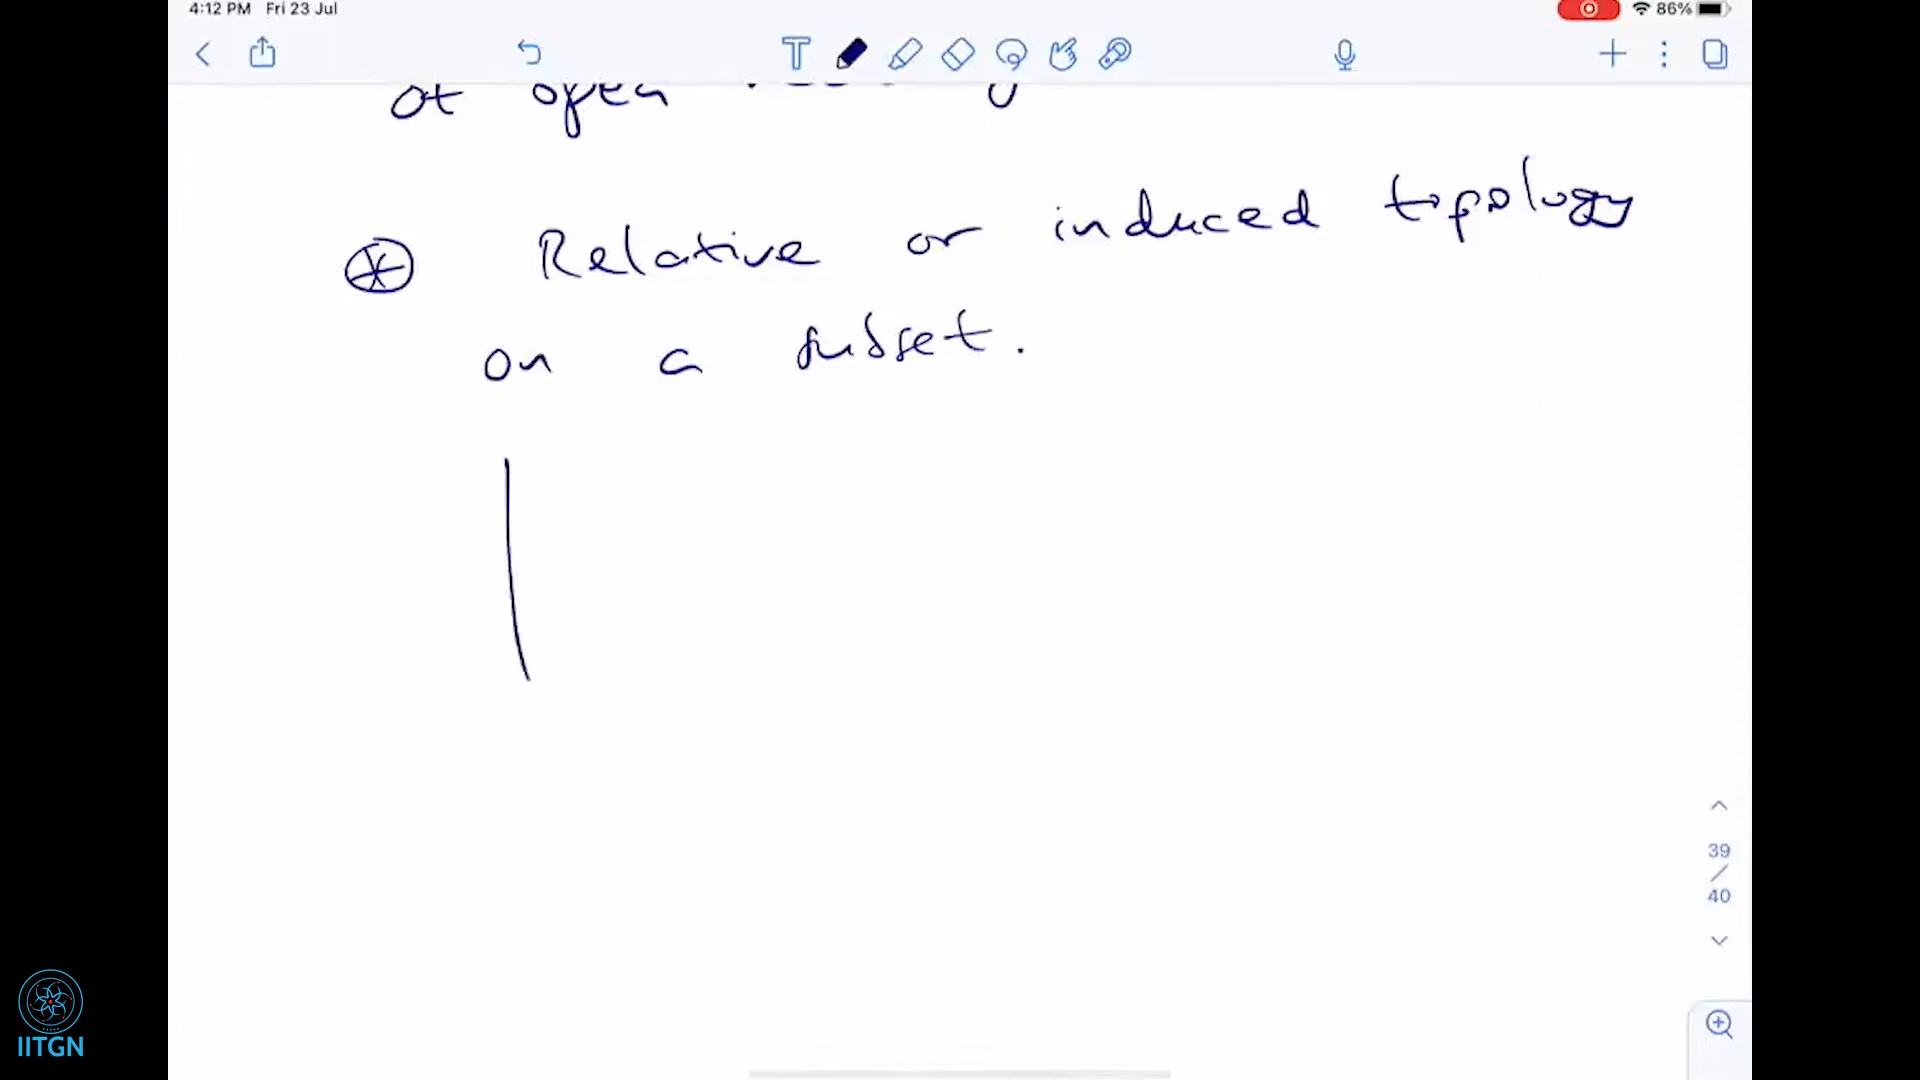 4:12 PM Fri 23 Jul
86%
T
of open
Relative or induced topology
on a subset.
39
/
40
IITGN